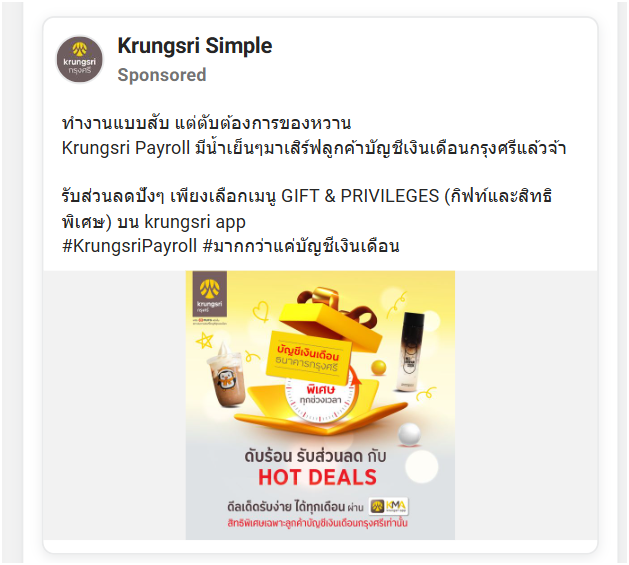 krungsri
กรุงศรี
Krungsri Simple
Sponsored
ทำงานแบบสับ แต่ตับต้องการของหวาน
Krungsri Payroll มีน้ำเย็นๆมาเสิร์ฟลูกค้าบัญชีเงินเดือนกรุงศรีแล้วจ้า
รับส่วนลดปังๆ เพียงเลือกเมนู GIFT & PRIVILEGES (กิฟท์และสิทธิ
พิเศษ) บน krungsri app
#KrungsriPayroll #มากกว่าแค่บัญชีเงินเดือน
krungsri
กรุงศรี
บัญชีเงินเดือน
ธนาคารกรุงศรี
พิเศษ
ทุกช่วงเวลา
ดับร้อน รับส่วนลด กับ
HOT DEALS
ดีลเด็ดรับง่าย ได้ทุกเดือน ผ่าน KMA
สิทธิพิเศษเฉพาะลูกค้าบัญชีเงินเดือนกรุงศรีเท่านั้น